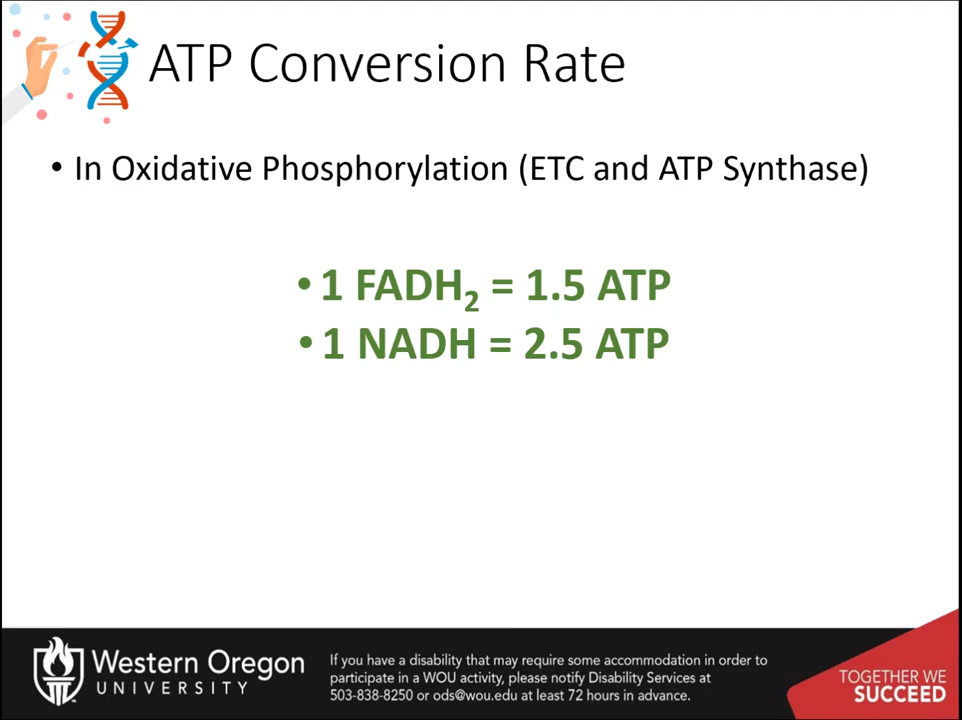 ATP Conversion Rate
• In Oxidative Phosphorylation (ETC and ATP Synthase)
• 1 FADH₂ = 1.5 ATP
• 1 NADH = 2.5 ATP
Western Oregon
UNIVERSITY
If you have a disability that may require some accommodation in order to
participate in a WOU activity, please notify Disability Services at
503-838-8250 or ods@wou.edu at least 72 hours in advance.
TOGETHER WE
SUCCEED